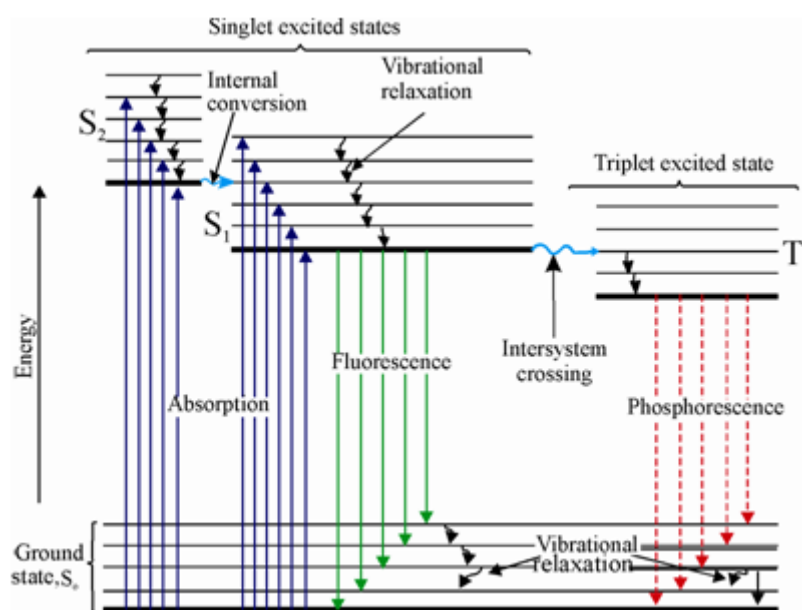 Singlet excited states
Internal
conversion
Vibrational
relaxation
S2
Triplet excited state
S1
T
Energy
Fluorescence
Intersystem
crossing
Absorption
Phosphorescence
Ground
state, S₀
Vibrational
relaxation